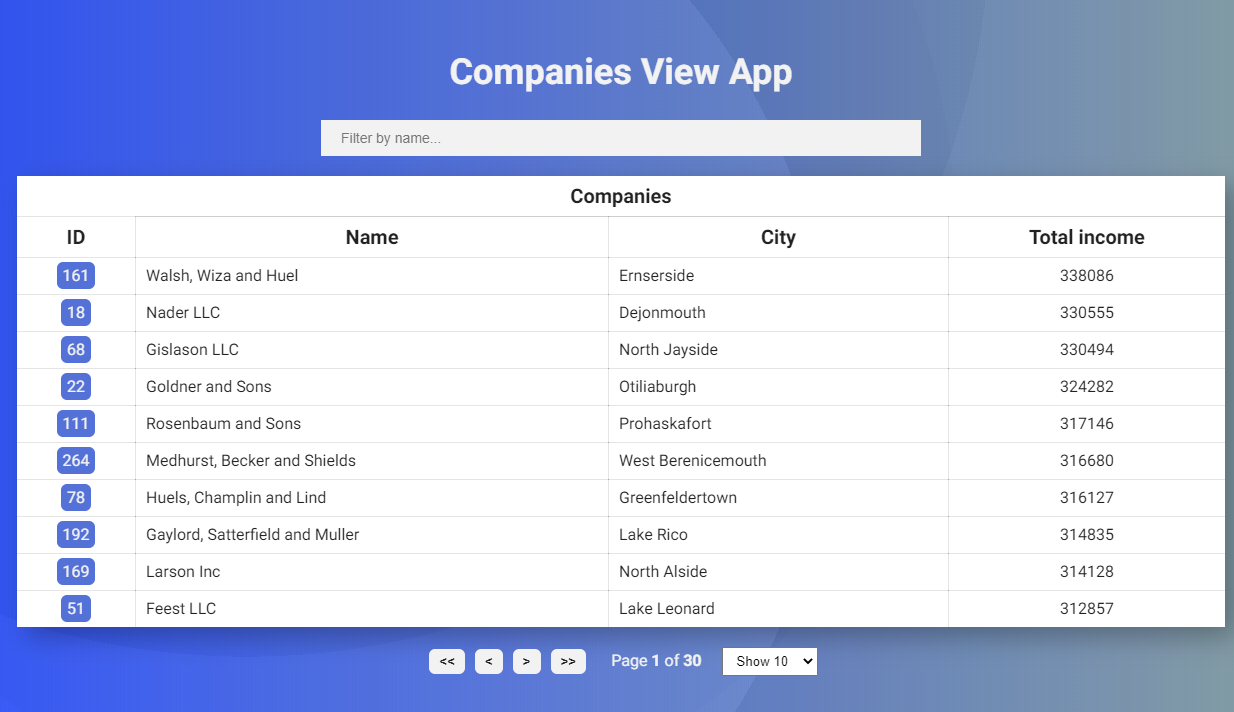 Companies View App
Filter by name...
Companies
ID Name City Total income
161 Walsh, Wiza and Huel Ernserside 338086
18 Nader LLC Dejonmouth 330555
68 Gislason LLC North Jayside 330494
22 Goldner and Sons Otiliaburgh 324282
111 Rosenbaum and Sons Prohaskafort 317146
264 Medhurst, Becker and Shields West Berenicemouth 316680
78 Huels, Champlin and Lind Greenfeldertown 316127
192 Gaylord, Satterfield and Muller Lake Rico 314835
169 Larson Inc North Alside 314128
51 Feest LLC Lake Leonard 312857
<< < > >> Page 1 of 30 Show 10